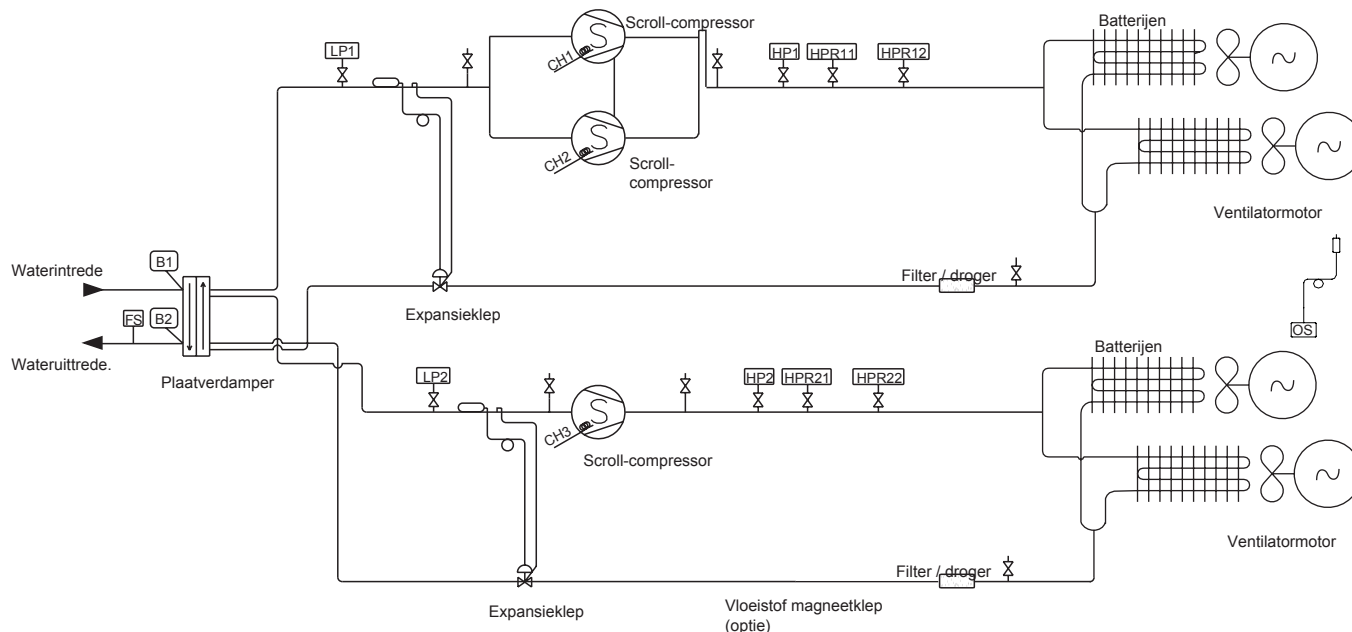 Scroll-compressor
Batterijen
LP1
CH1
HP1
HPR11
HPR12
CH2
Scroll-
compressor
Ventilatormotor
Waterintrede
B1
Filter / droger
FS
B2
Expansieklep
OS
Wateruittrede.
Plaatverdamper
Batterijen
LP2
HP2
HPR21
HPR22
CH3
Scroll-compressor
Ventilatormotor
Filter / droger
Expansieklep
Vloeistof magneetklep
(optie)